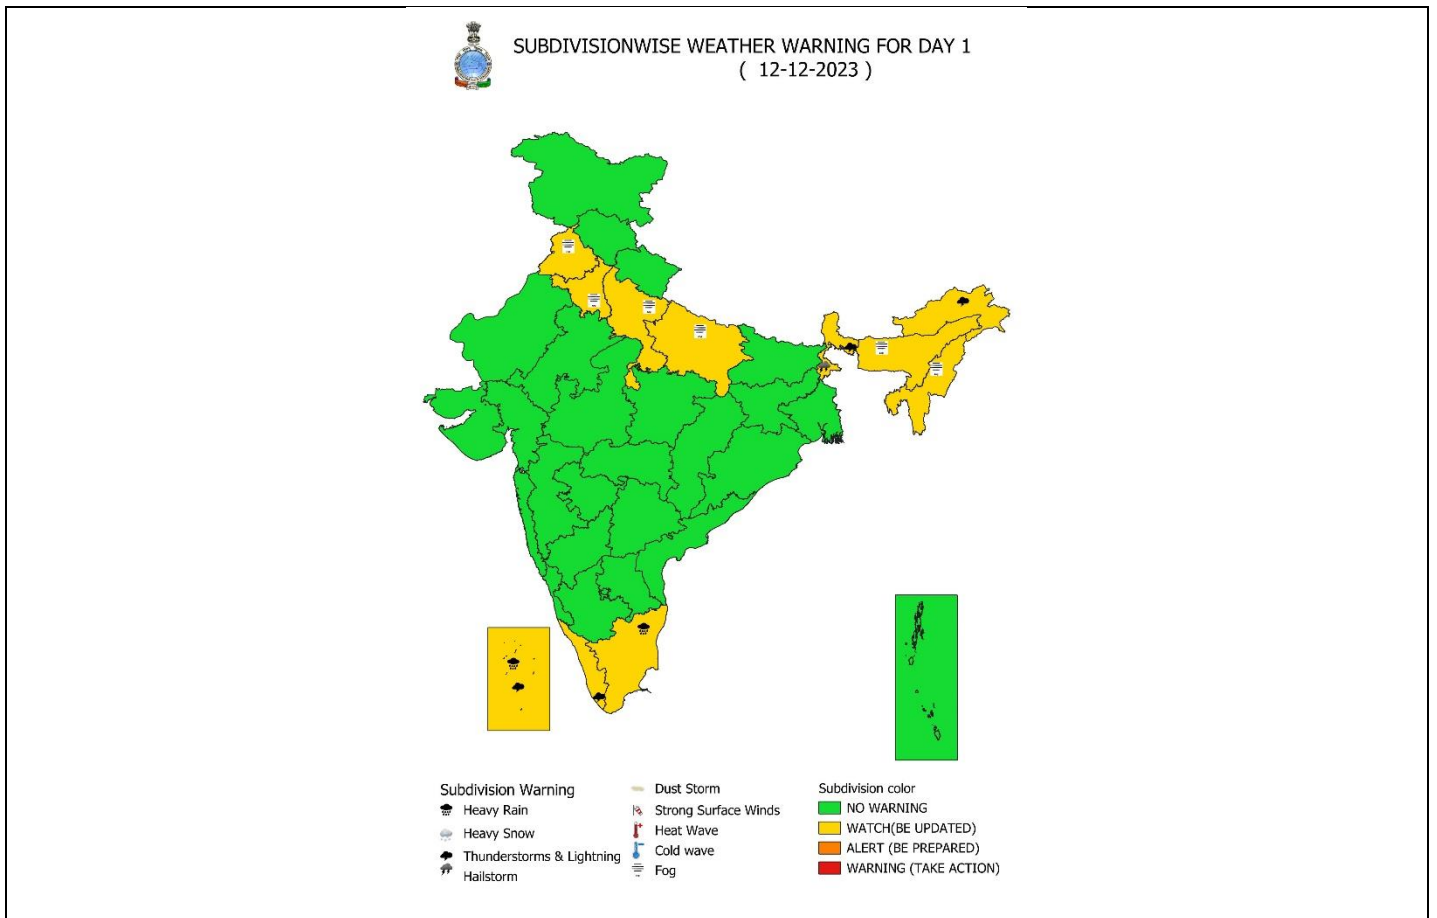 SUBDIVISIONWISE WEATHER WARNING FOR DAY 1
( 12-12-2023 )
Subdivision Warning
Heavy Rain
Heavy Snow
Thunderstorms & Lightning
Hailstorm
Dust Storm
Strong Surface Winds
Heat Wave
Cold wave
Fog
Subdivision color
NO WARNING
WATCH(BE UPDATED)
ALERT (BE PREPARED)
WARNING (TAKE ACTION)